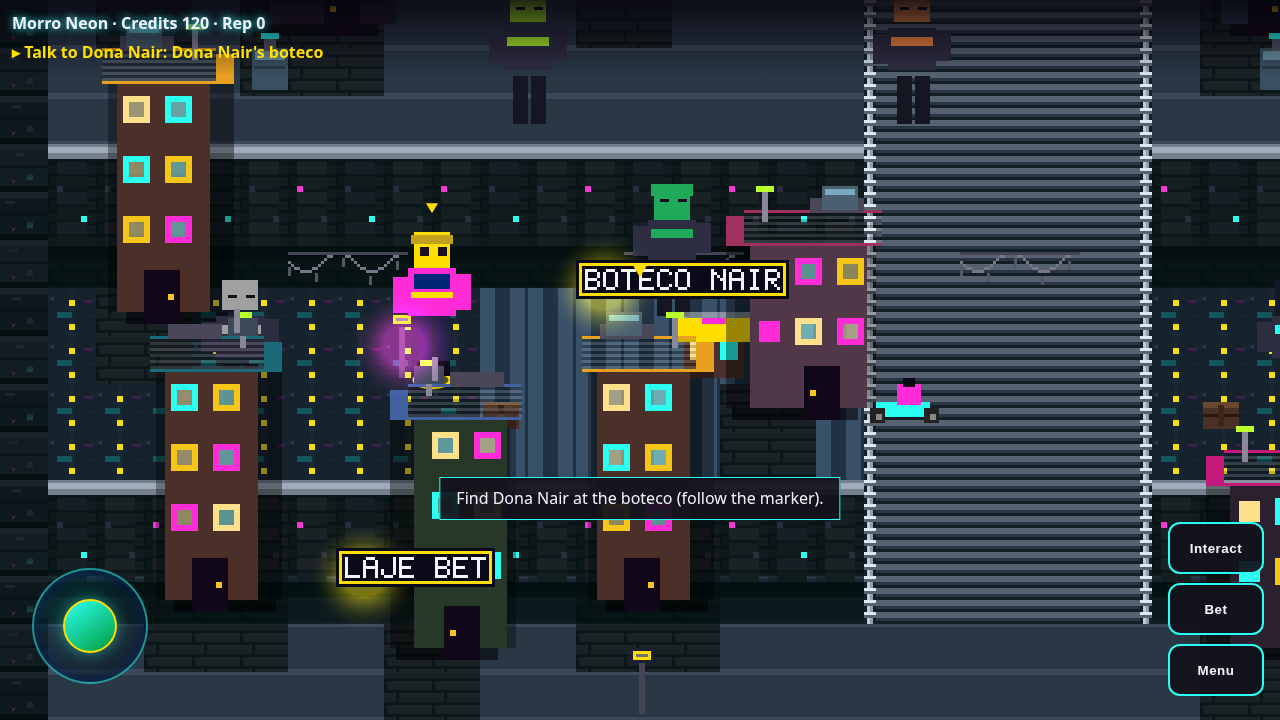 Morro Neon · Credits 120 · Rep 0
▸ Talk to Dona Nair: Dona Nair's boteco
BOTECO NAIR
Find Dona Nair at the boteco (follow the marker).
LAJE BET
Interact
Bet
Menu